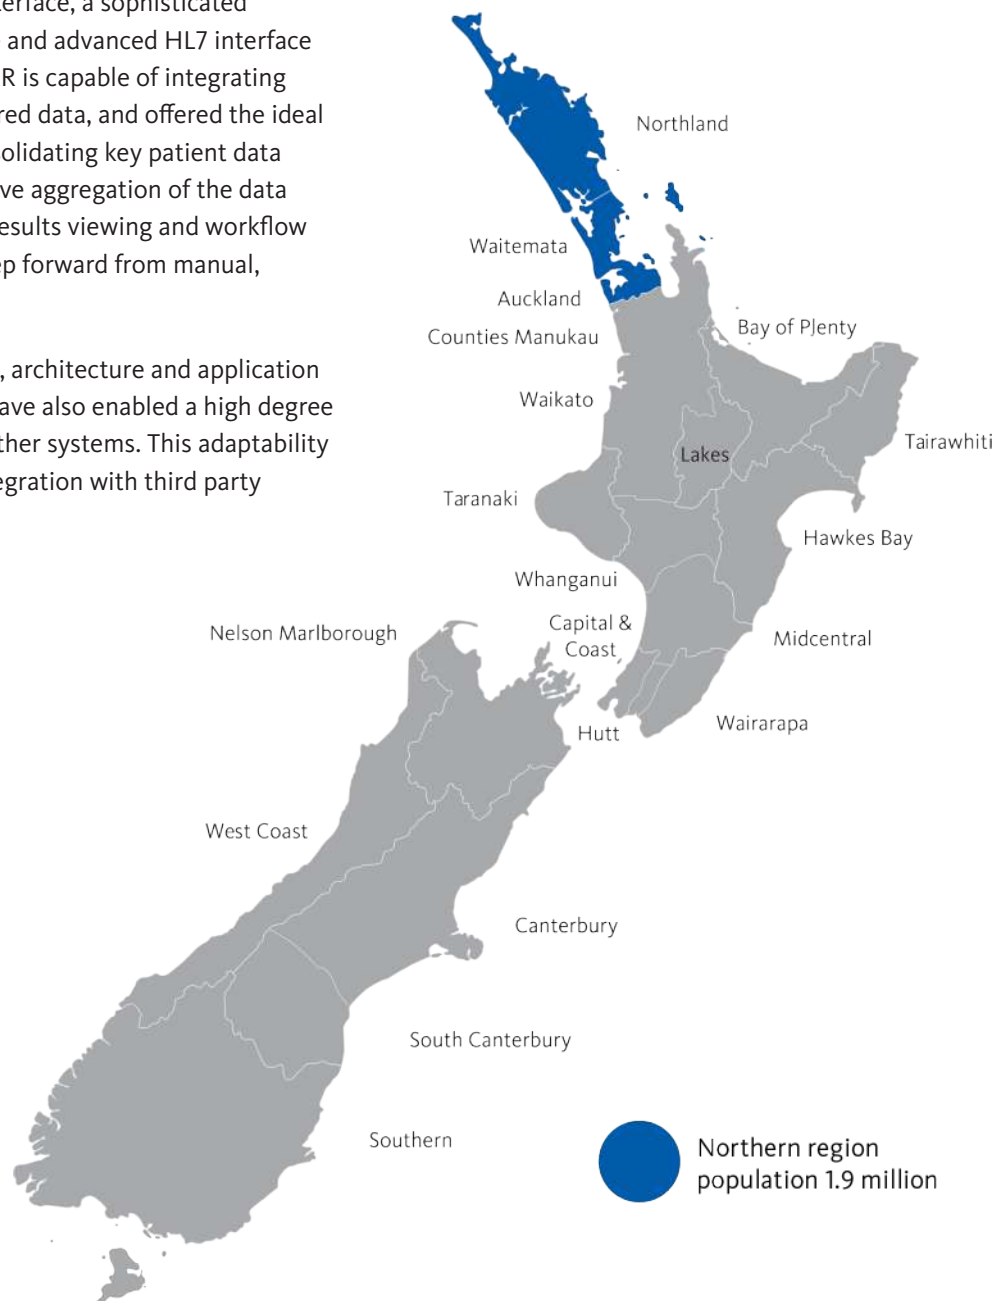 terface, a sophisticated
and advanced HL7 interface
R is capable of integrating
red data, and offered the ideal
solidating key patient data
ve aggregation of the data
esults viewing and workflow
ep forward from manual,
, architecture and application
ave also enabled a high degree
ther systems. This adaptability
egration with third party
Northland
Waitemata
Auckland
Counties Manukau
Bay of Plenty
Waikato
Lakes
Tairawhiti
Taranaki
Hawkes Bay
Whanganui
Capital &
Coast
Nelson Marlborough
Midcentral
Wairarapa
Hutt
West Coast
Canterbury
South Canterbury
Southern
Northern region
population 1.9 million